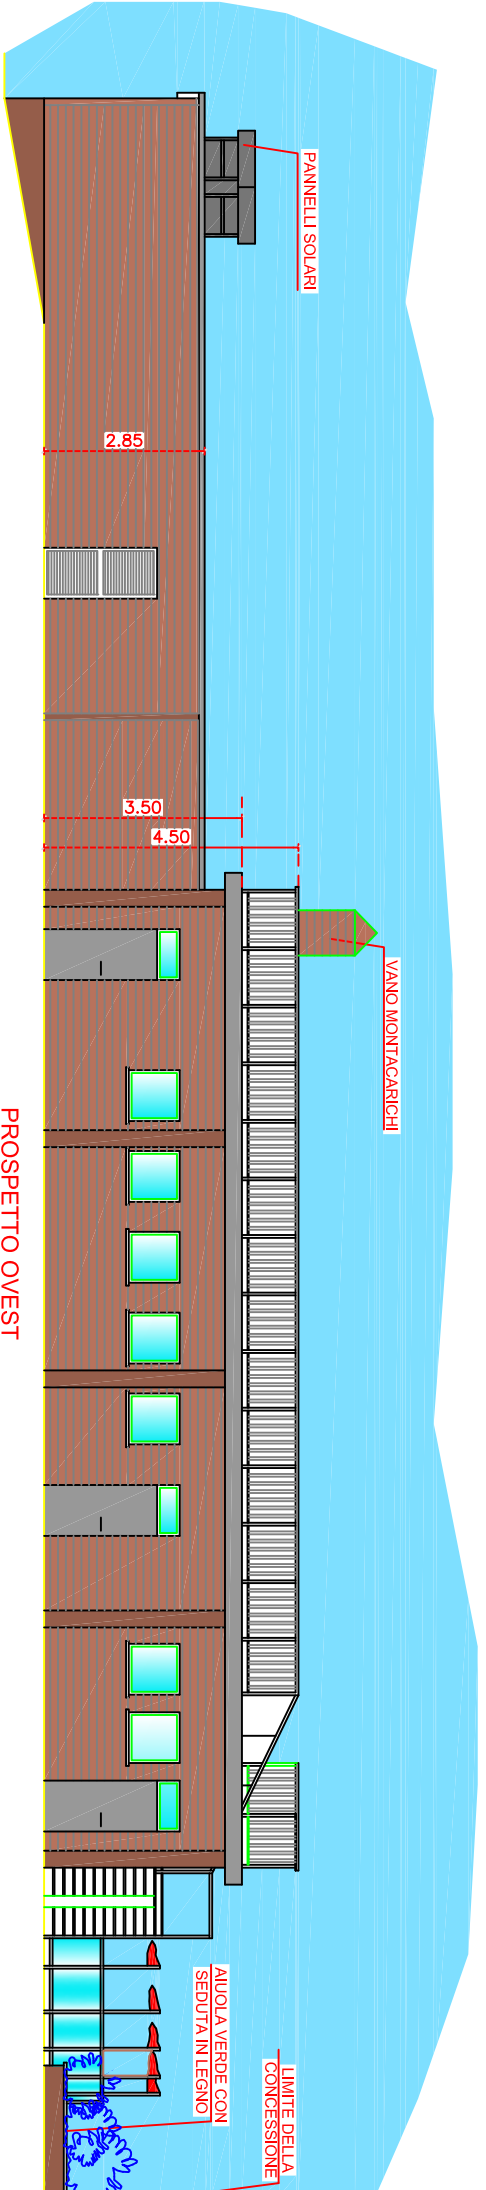 PANNELLI SOLARI
2.85
3.50
4.50
VANO MONTACARICHI
PROSPETTO OVEST
AIUOLA VERDE CON
SEDUTA IN LEGNO
LIMITE DELLA
CONCESSIONE